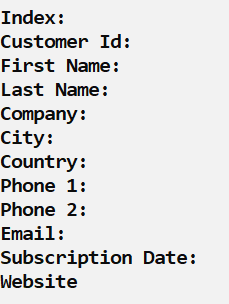 Index:
Customer Id:
First Name:
Last Name:
Company:
City:
Country:
Phone 1:
Phone 2:
Email:
Subscription Date:
Website